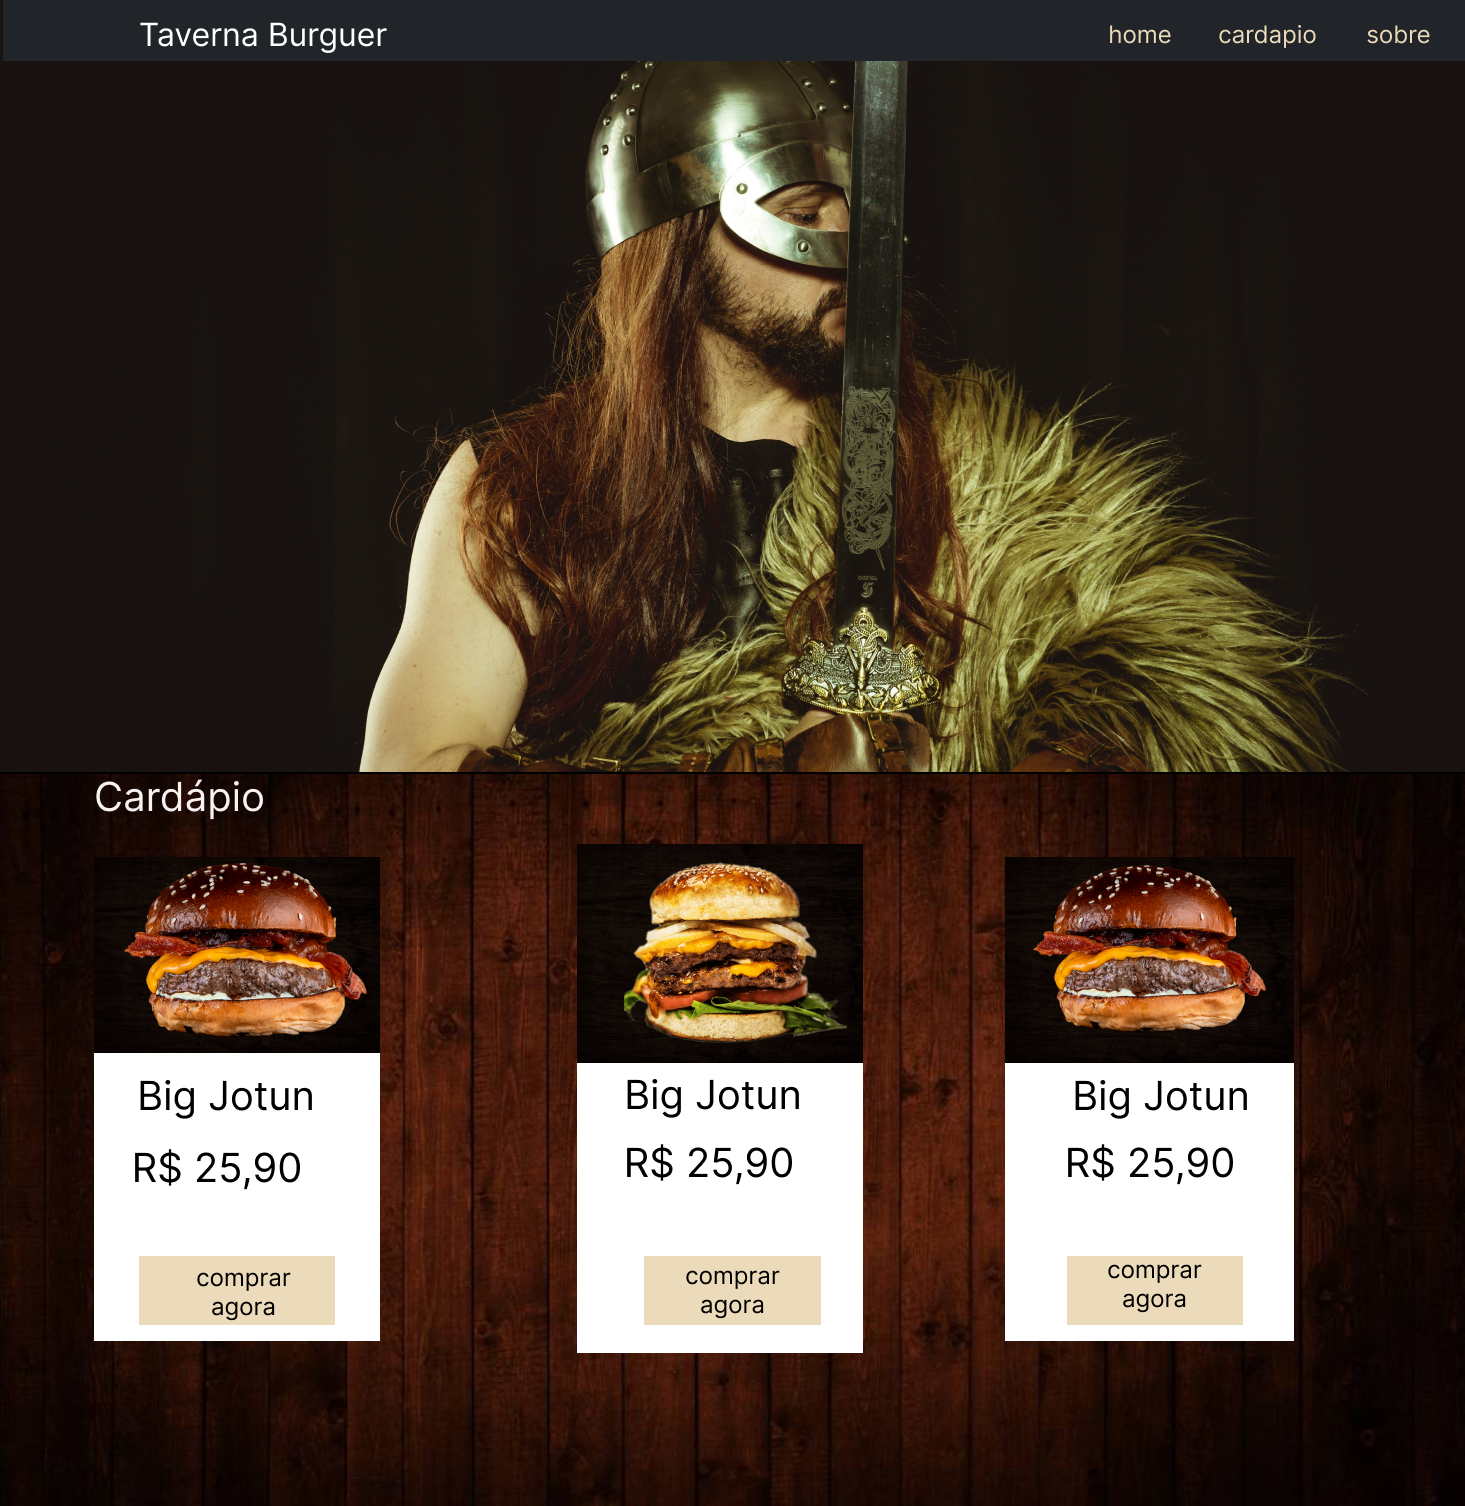 Taverna Burguer
home cardapio sobre
TOLEDO
Cardápio
Big Jotun
R$ 25,90
comprar
agora
Big Jotun
R$ 25,90
comprar
agora
Big Jotun
R$ 25,90
comprar
agora